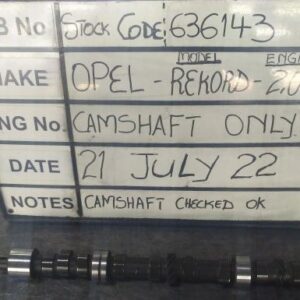 B No STOCK CODE: 636143
MODEL ENG
MAKE OPEL - REKORD - 2,0
ENG No. CAMSHAFT ONLY
DATE 21 JULY 22
NOTES CAMSHAFT CHECKED OK